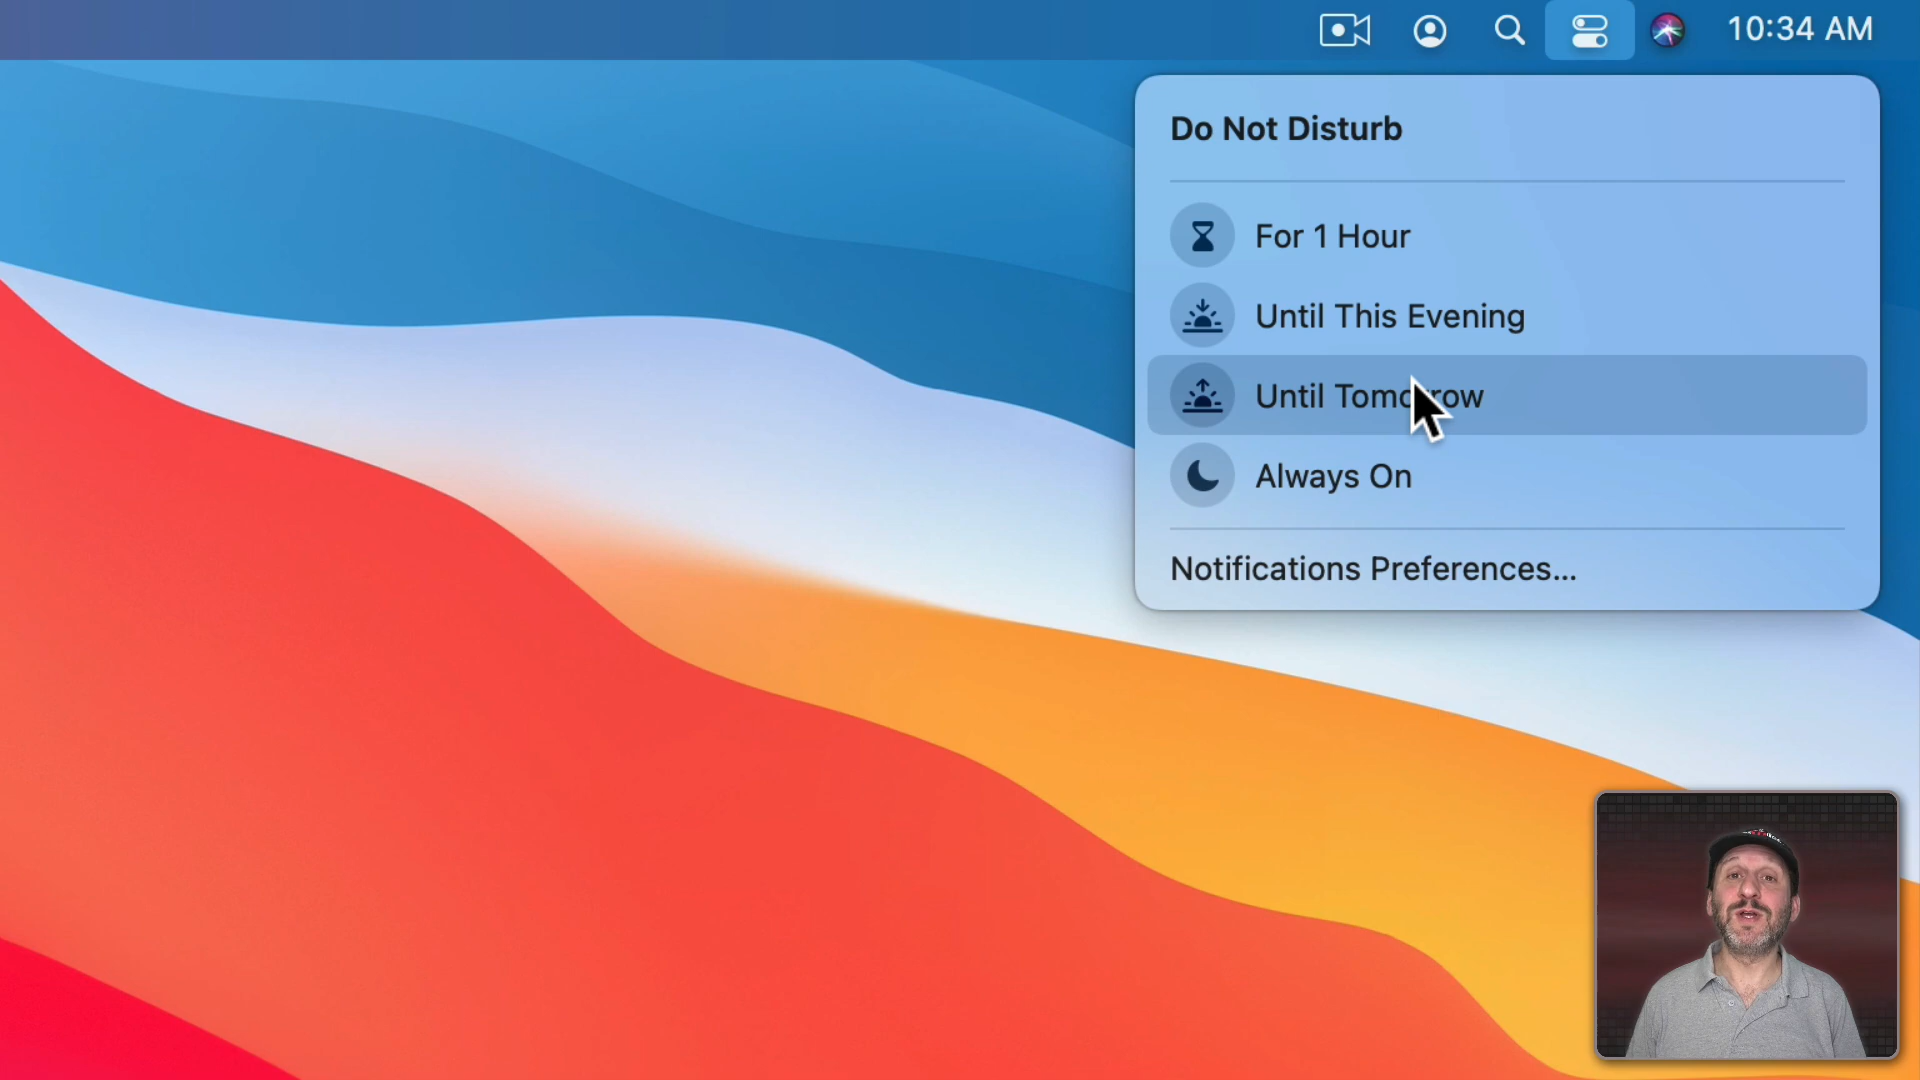 10:34 AM
Do Not Disturb
For 1 Hour
Until This Evening
Until Tomorrow
Always On
Notifications Preferences...